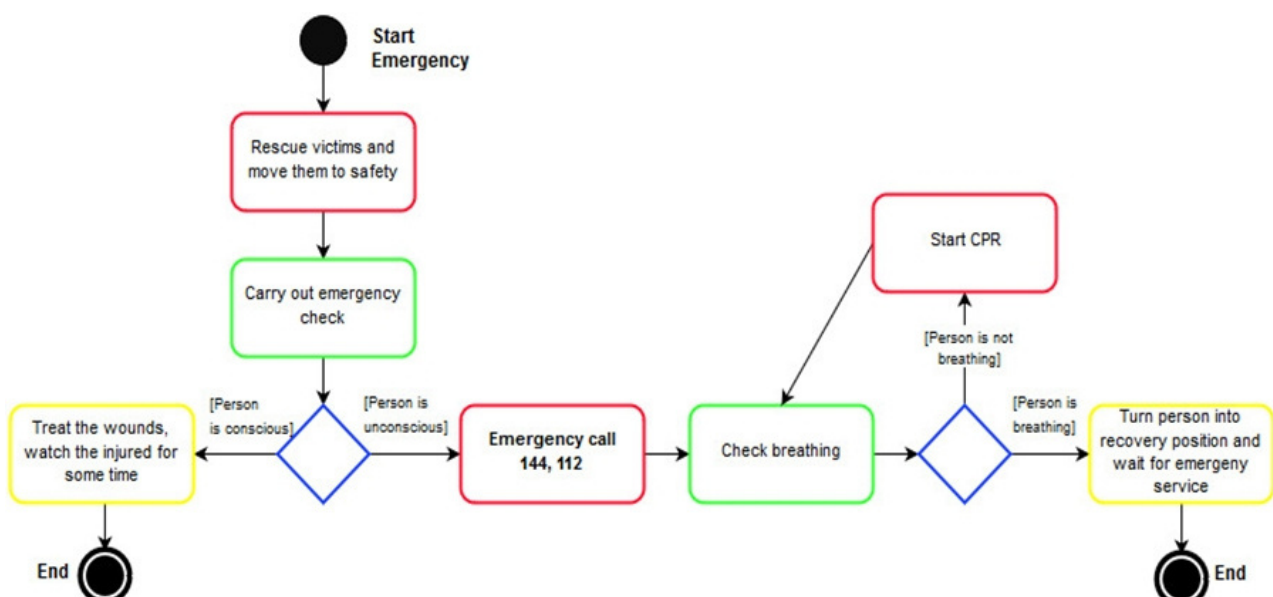 Start
Emergency
Rescue victims and
move them to safety
Carry out emergency
check
[Person
is conscious]
[Person is
unconscious]
Treat the wounds,
watch the injured for
some time
End
Emergency call
144, 112
Check breathing
Start CPR
[Person is not
breathing]
[Person is
breathing]
Turn person into
recovery position and
wait for emergeny
service
End